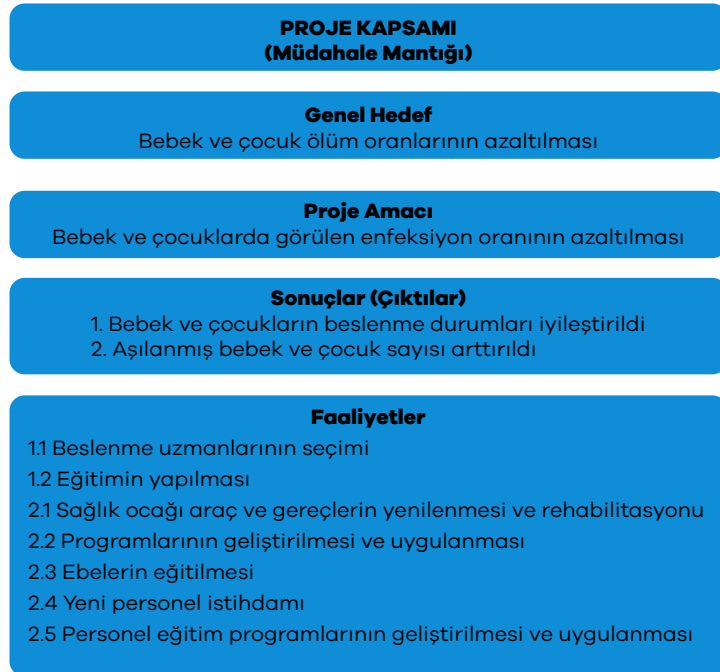 PROJE KAPSAMI
(Müdahale Mantığı)
Genel Hedef
Bebek ve çocuk ölüm oranlarının azaltılması
Proje Amacı
Bebek ve çocuklarda görülen enfeksiyon oranının azaltılması
Sonuçlar (Çıktılar)
1. Bebek ve çocukların beslenme durumları iyileştirildi
2. Aşılanmış bebek ve çocuk sayısı arttırıldı
Faaliyetler
1.1 Beslenme uzmanlarının seçimi
1.2 Eğitimin yapılması
2.1 Sağlık ocağı araç ve gereçlerin yenilenmesi ve rehabilitasyonu
2.2 Programlarının geliştirilmesi ve uygulanması
2.3 Ebelerin eğitilmesi
2.4 Yeni personel istihdamı
2.5 Personel eğitim programlarının geliştirilmesi ve uygulanması